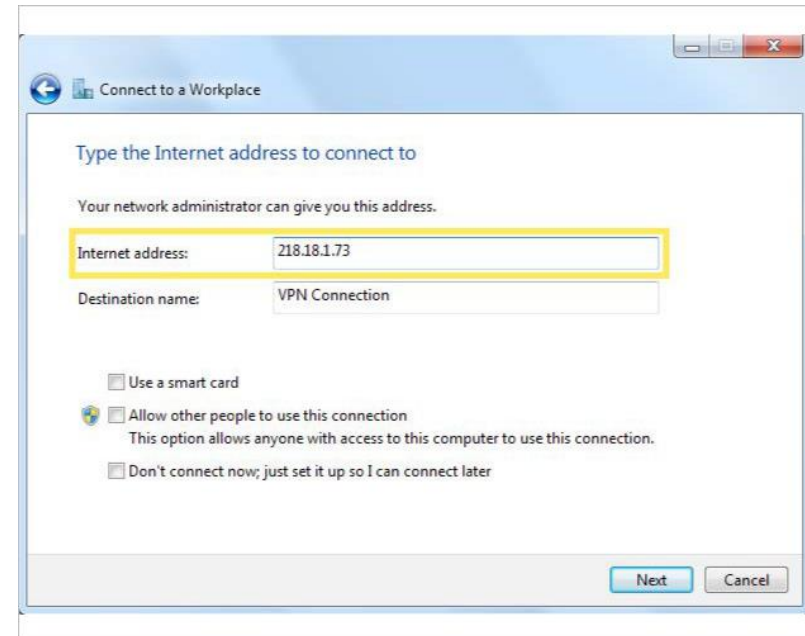 Connect to a Workplace
Type the Internet address to connect to
Your network administrator can give you this address.
Internet address: 218.18.1.73
Destination name: VPN Connection
Use a smart card
Allow other people to use this connection
This option allows anyone with access to this computer to use this connection.
Don't connect now; just set it up so I can connect later
Next Cancel